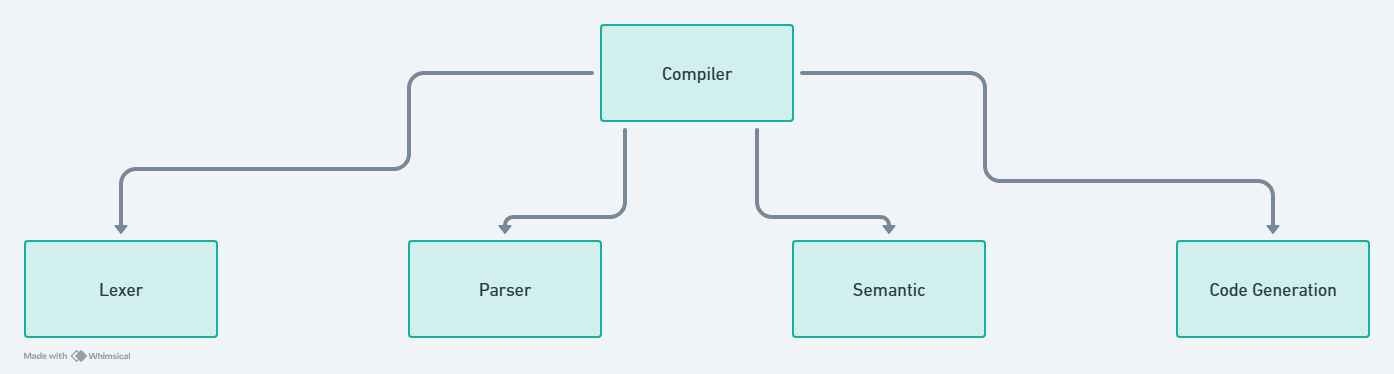 Compiler
Lexer
Parser
Semantic
Code Generation
Made with Whimsical